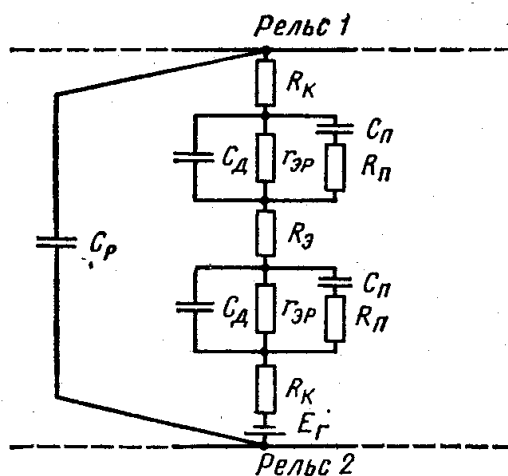 Рельс 1
R_К
C_П
C_Д
r_ЭР
R_П
R_Э
C_Р
C_П
C_Д
r_ЭР
R_П
R_К
E_Г
Рельс 2